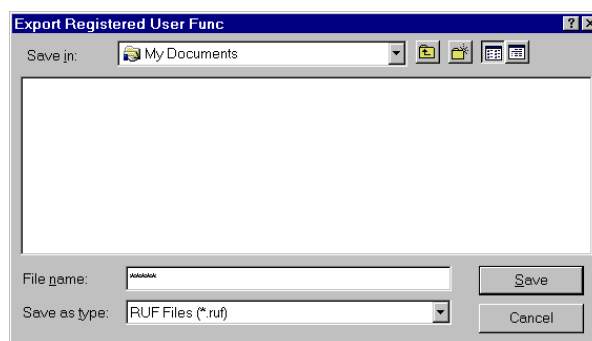 Export Registered User Func
Save in: My Documents
File name: *****
Save as type: RUF Files (*.ruf)
Save
Cancel